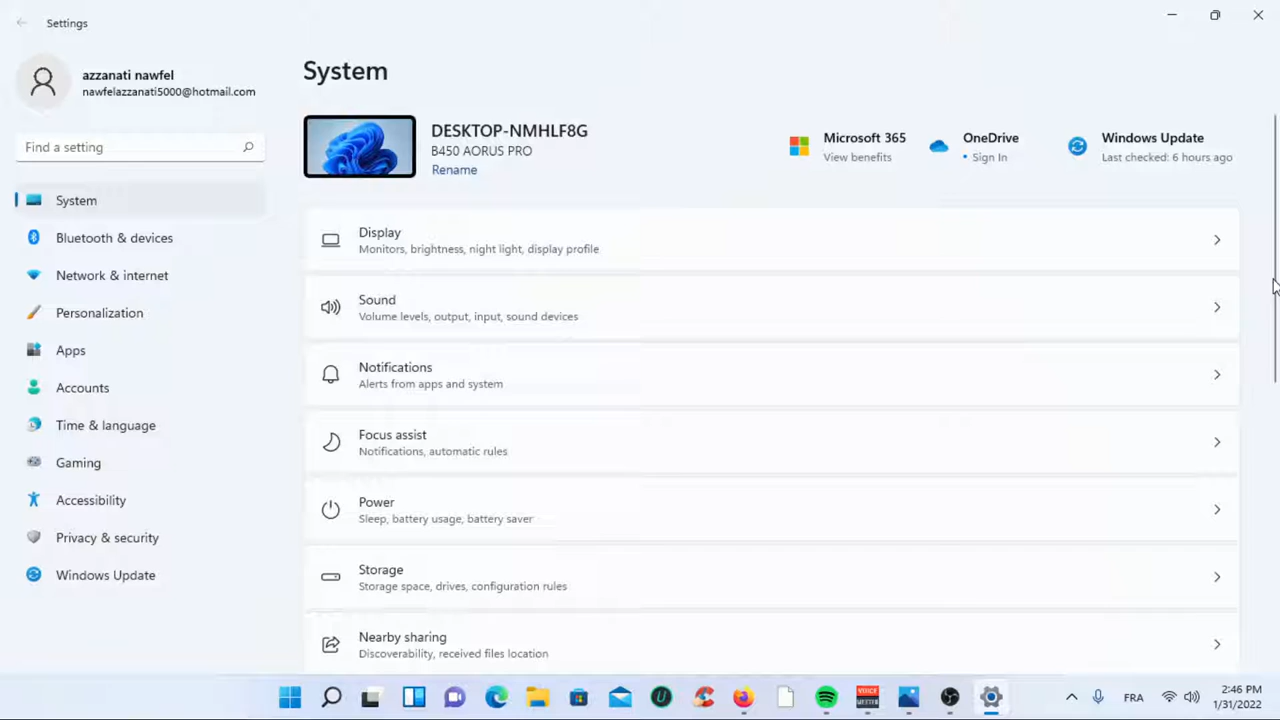 Settings
azzanati nawfel
nawfelazzanati5000@hotmail.com
Find a setting
System
Bluetooth & devices
Network & internet
Personalization
Apps
Accounts
Time & language
Gaming
Accessibility
Privacy & security
Windows Update
System
DESKTOP-NMHLF8G
B450 AORUS PRO
Rename
Microsoft 365
View benefits
OneDrive
• Sign In
Windows Update
Last checked: 6 hours ago
Display
Monitors, brightness, night light, display profile
Sound
Volume levels, output, input, sound devices
Notifications
Alerts from apps and system
Focus assist
Notifications, automatic rules
Power
Sleep, battery usage, battery saver
Storage
Storage space, drives, configuration rules
Nearby sharing
Discoverability, received files location
VOICE
MEETER
FRA
2:46 PM
1/31/2022